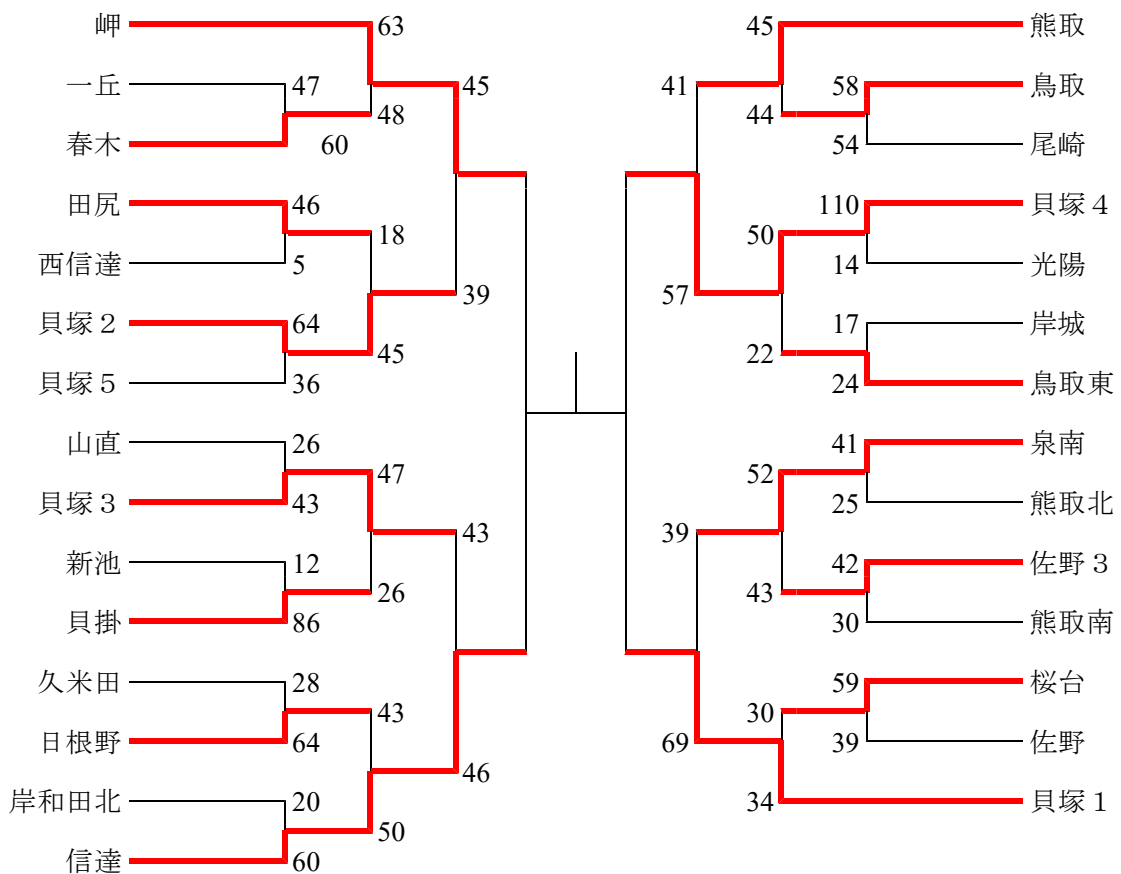 岬 63 45 熊取
一丘 47 45 41 58 鳥取
48 44
春木 60 54 尾崎
田尻 46 110 貝塚４
18 50
西信達 5 14 光陽
39 57
貝塚２ 64 17 岸城
45 22
貝塚５ 36 24 鳥取東
山直 26 41 泉南
47 52
貝塚３ 43 25 熊取北
43 39
新池 12 42 佐野３
26 43
貝掛 86 30 熊取南
久米田 28 59 桜台
43 30
日根野 64 69 39 佐野
46
岸和田北 20 34 貝塚１
50
信達 60